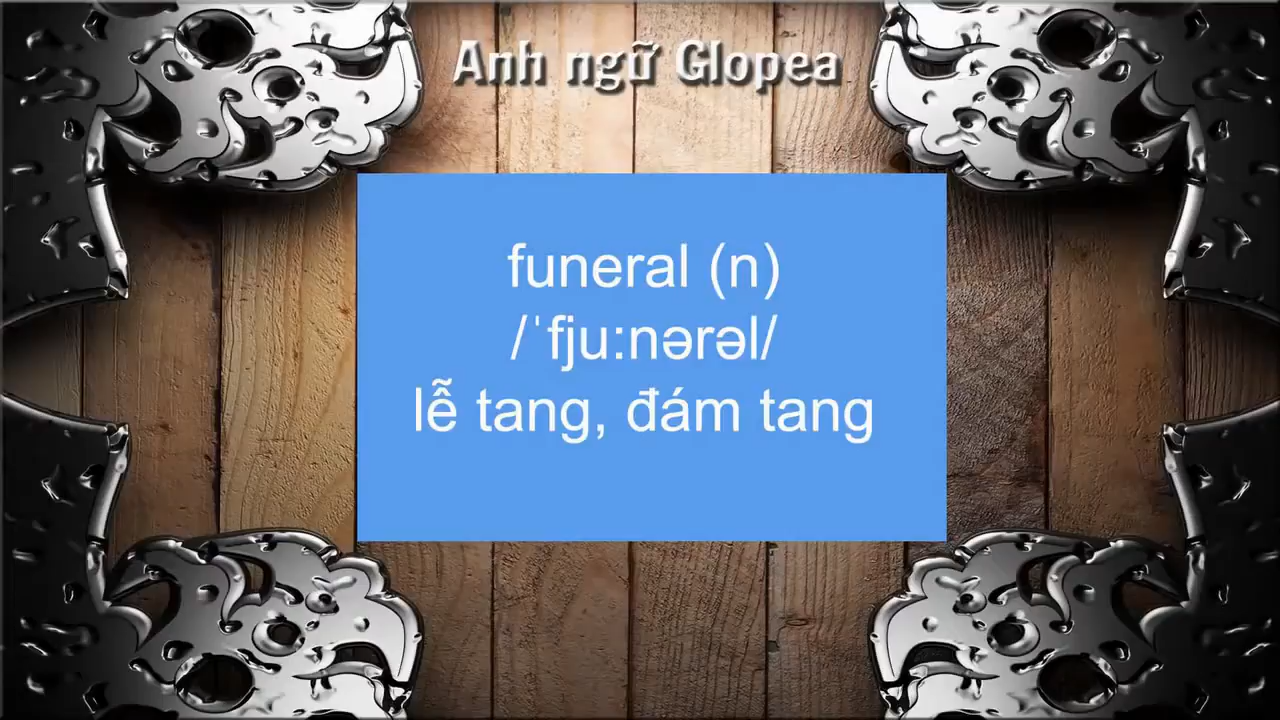 Anh ngữ Glopea
funeral (n)
/ˈfju:nərəl/
lễ tang, đám tang